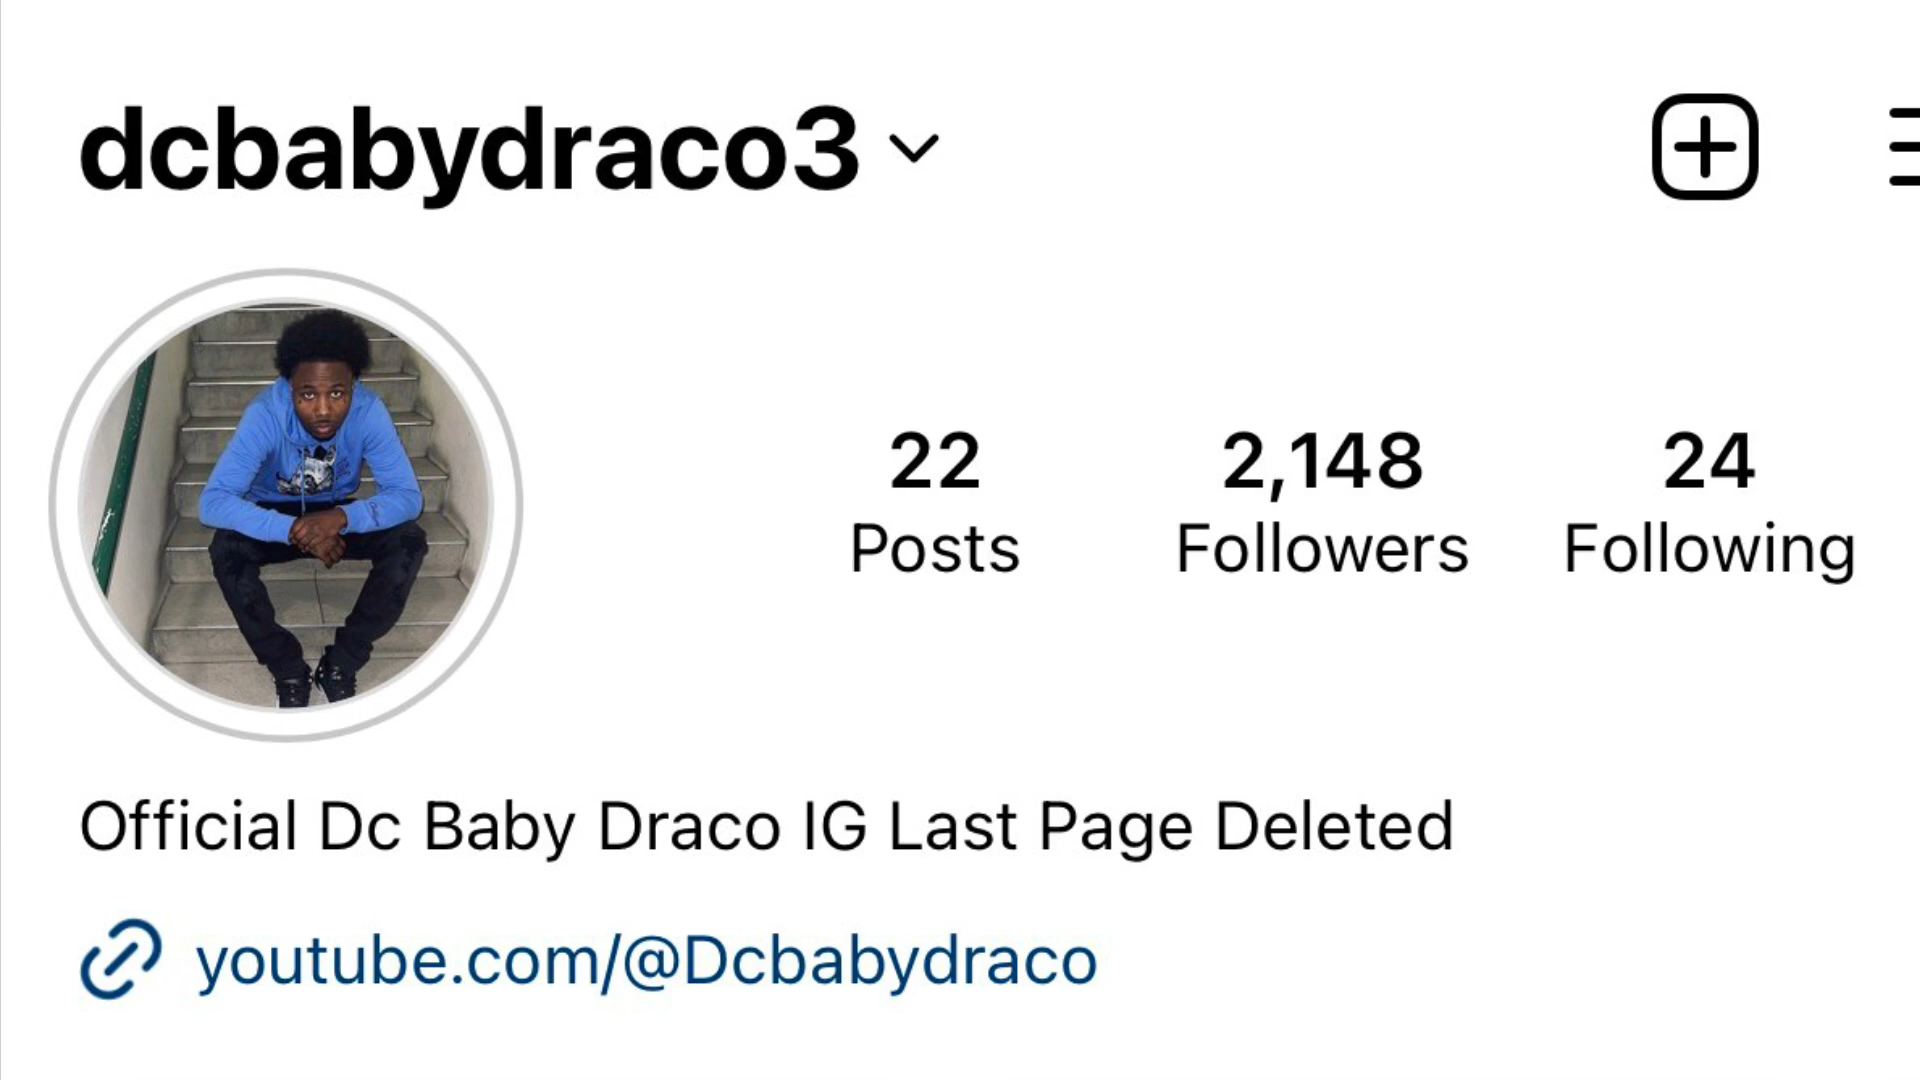 dcbabydraco3
22 2,148 24
Posts Followers Following
Official Dc Baby Draco IG Last Page Deleted
youtube.com/@Dcbabydraco